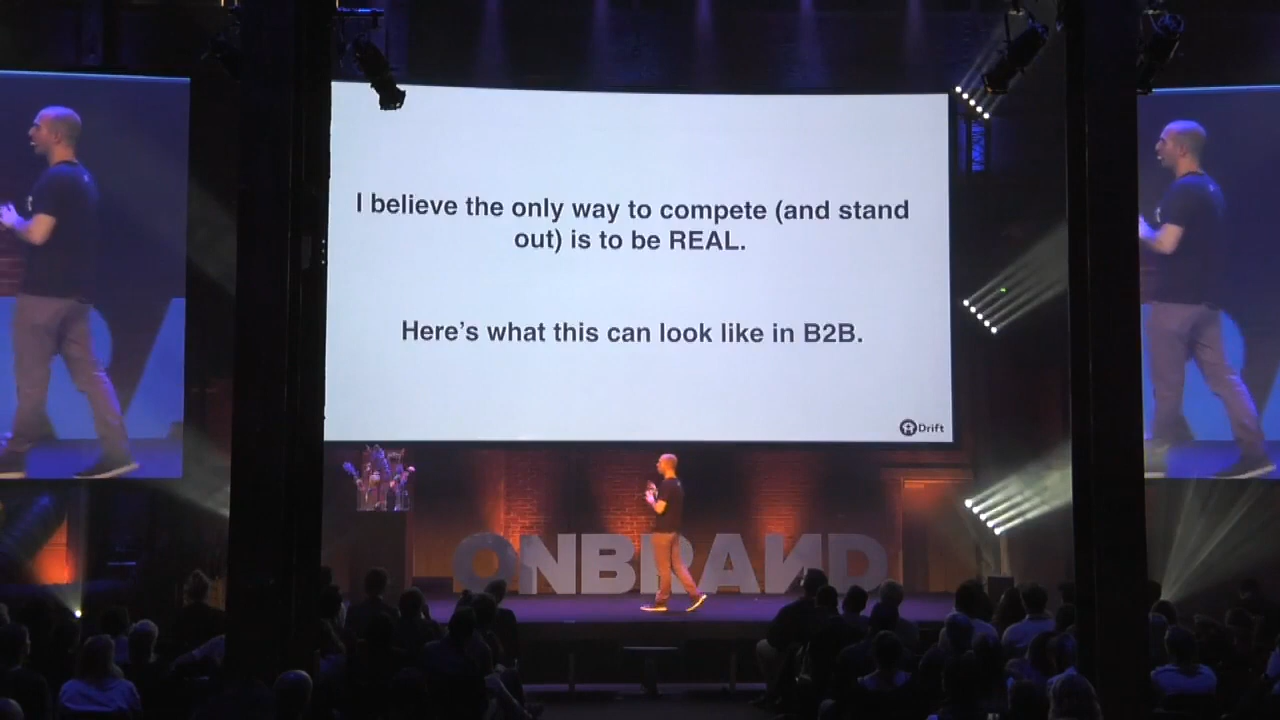 I believe the only way to compete (and stand
out) is to be REAL.
Here's what this can look like in B2B.
Drift
ONBRAND